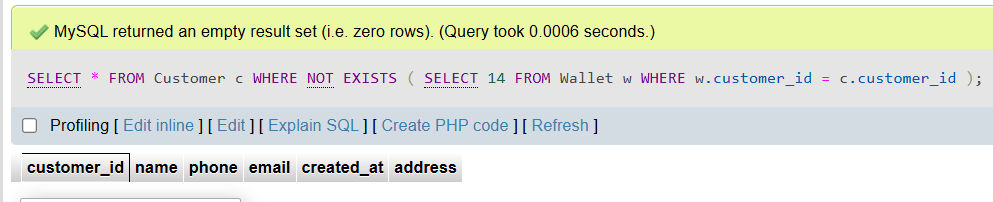 MySQL returned an empty result set (i.e. zero rows). (Query took 0.0006 seconds.)
SELECT * FROM Customer c WHERE NOT EXISTS ( SELECT 14 FROM Wallet w WHERE w.customer_id = c.customer_id );
Profiling [ Edit inline ] [ Edit ] [ Explain SQL ] [ Create PHP code ] [ Refresh ]
customer_id name phone email created_at address